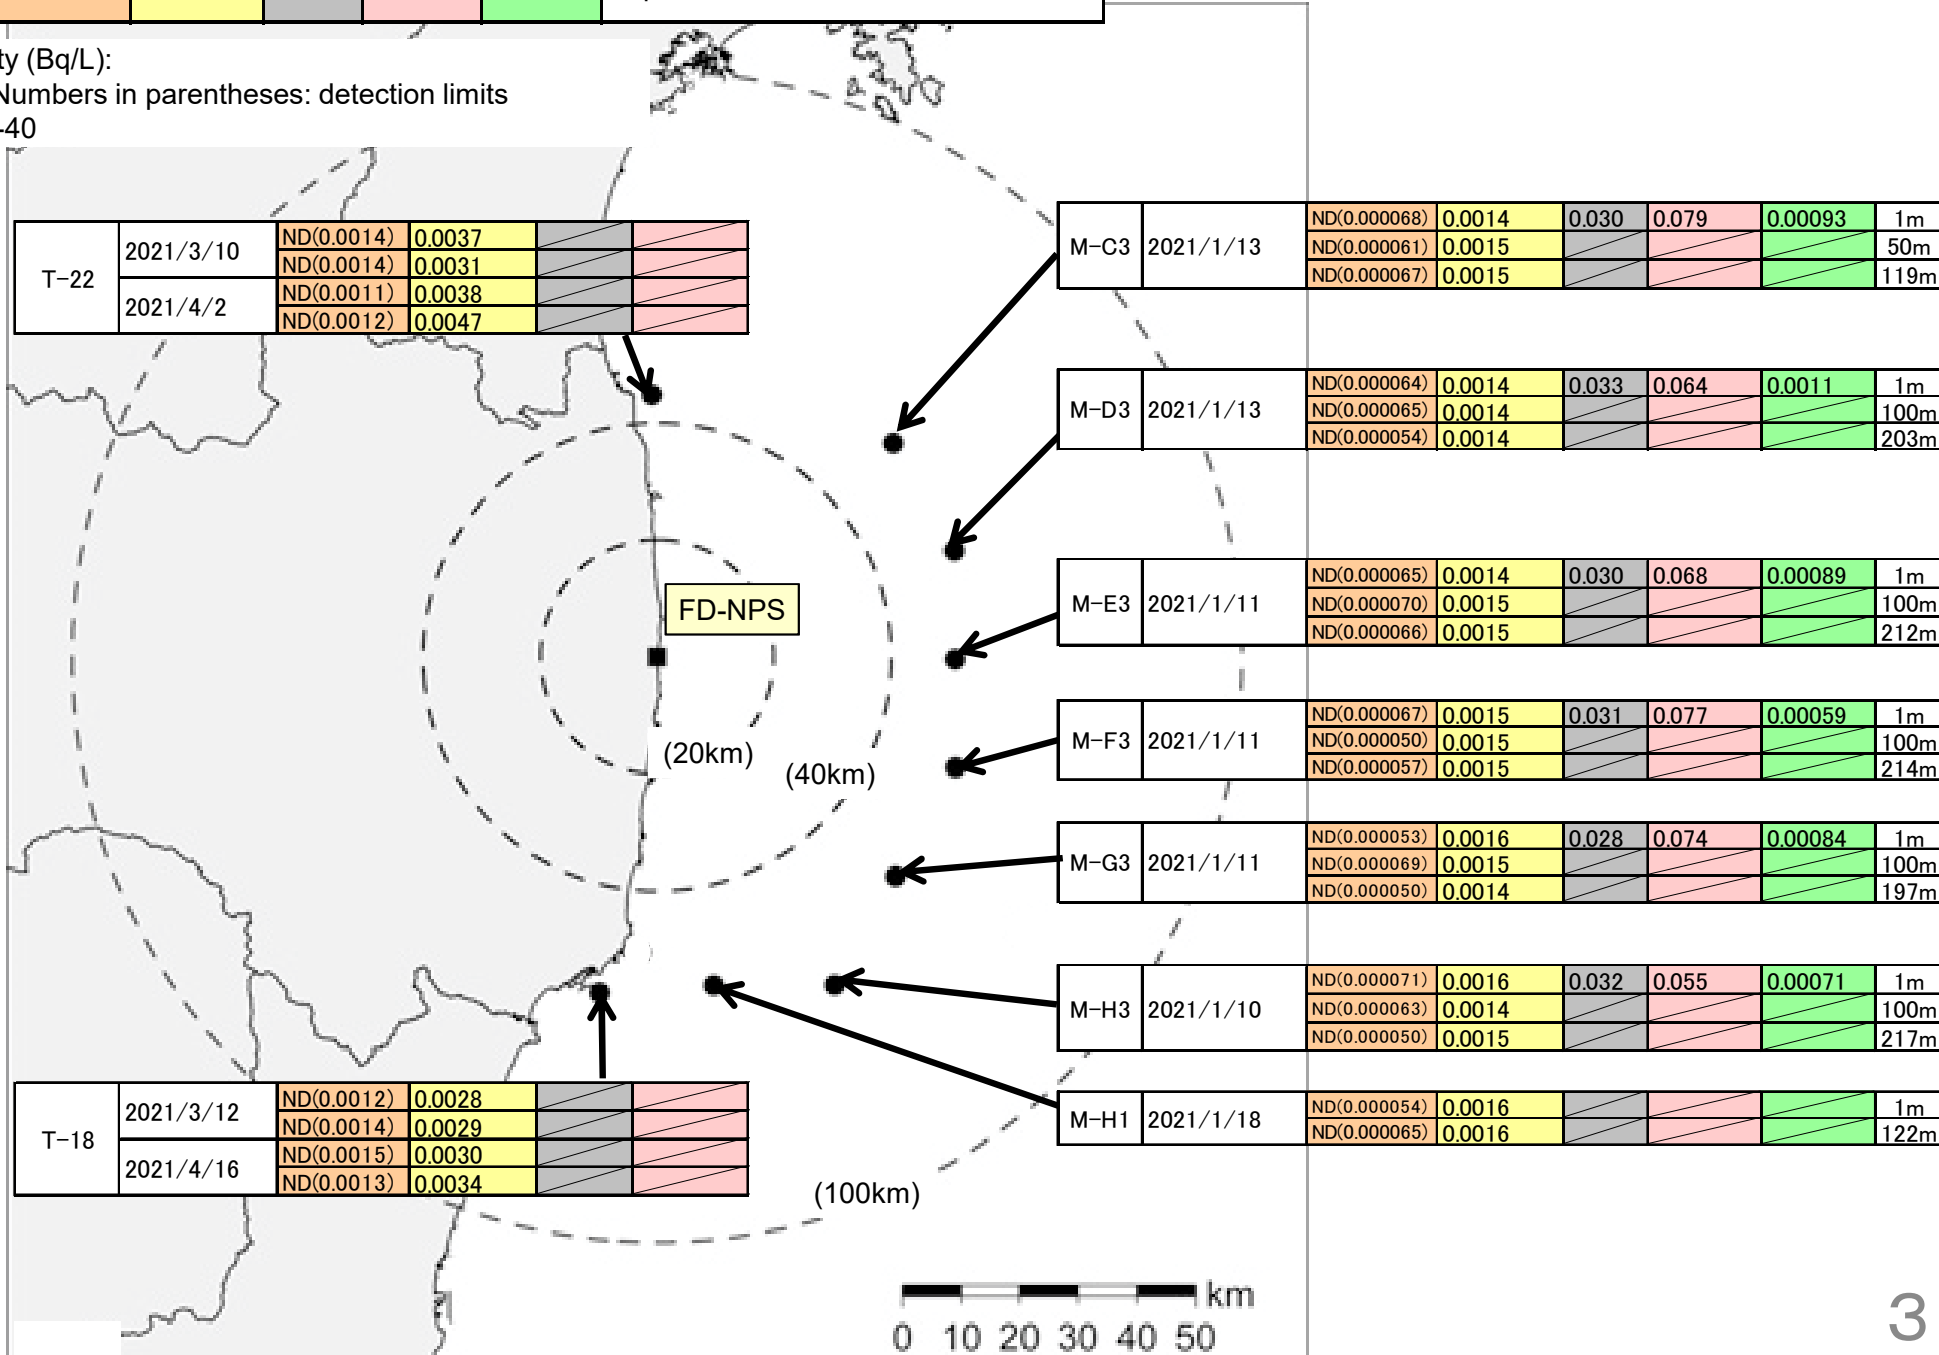 ty (Bq/L):
Numbers in parentheses: detection limits
-40
T-22 2021/3/10 ND(0.0014) 0.0037
ND(0.0014) 0.0031
2021/4/2 ND(0.0011) 0.0038
ND(0.0012) 0.0047
M-C3 2021/1/13 ND(0.000068) 0.0014 0.030 0.079 0.00093 1m
ND(0.000061) 0.0015 50m
ND(0.000067) 0.0015 119m
M-D3 2021/1/13 ND(0.000064) 0.0014 0.033 0.064 0.0011 1m
ND(0.000065) 0.0014 100m
ND(0.000054) 0.0014 203m
M-E3 2021/1/11 ND(0.000065) 0.0014 0.030 0.068 0.00089 1m
ND(0.000070) 0.0015 100m
ND(0.000066) 0.0015 212m
FD-NPS
M-F3 2021/1/11 ND(0.000067) 0.0015 0.031 0.077 0.00059 1m
ND(0.000050) 0.0015 100m
ND(0.000057) 0.0015 214m
(20km)
(40km)
M-G3 2021/1/11 ND(0.000053) 0.0016 0.028 0.074 0.00084 1m
ND(0.000069) 0.0015 100m
ND(0.000050) 0.0014 197m
M-H3 2021/1/10 ND(0.000071) 0.0016 0.032 0.055 0.00071 1m
ND(0.000063) 0.0014 100m
ND(0.000050) 0.0015 217m
M-H1 2021/1/18 ND(0.000054) 0.0016 1m
ND(0.000065) 0.0016 122m
T-18 2021/3/12 ND(0.0012) 0.0028
ND(0.0014) 0.0029
2021/4/16 ND(0.0015) 0.0030
ND(0.0013) 0.0034
(100km)
km
0 10 20 30 40 50
3